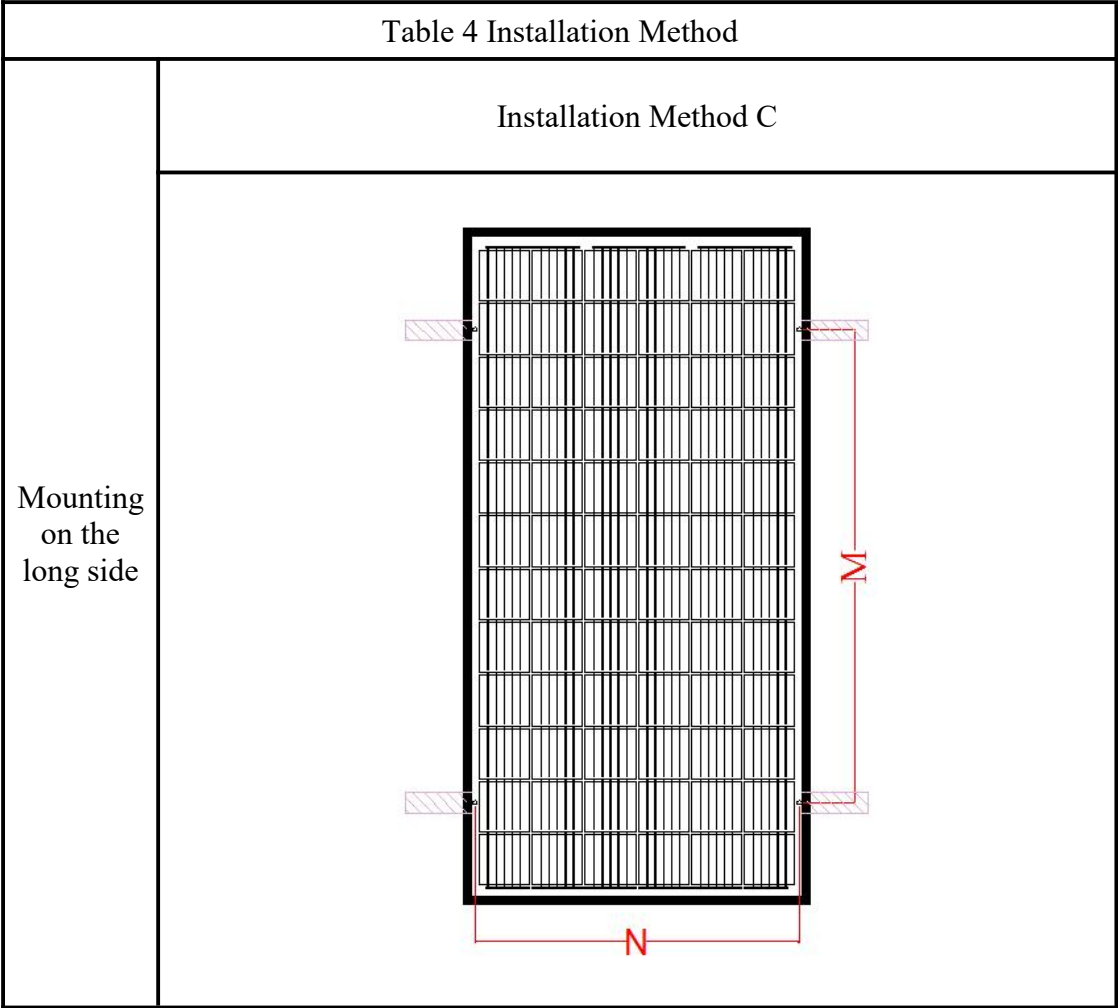 Table 4 Installation Method
Installation Method C
Mounting
on the
long side
M
N